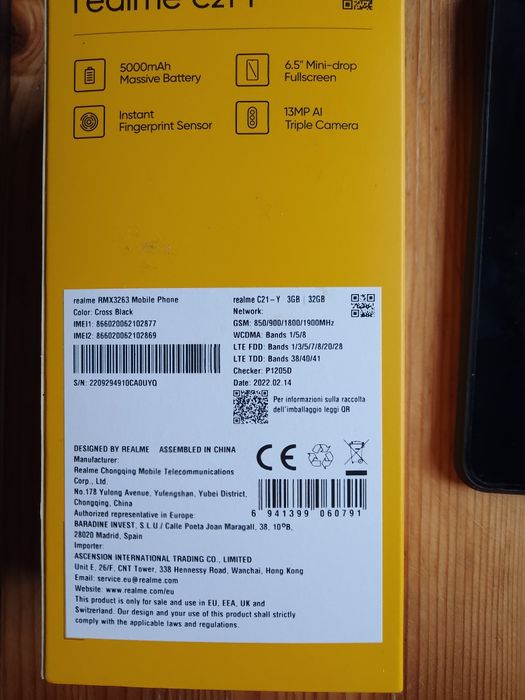 realme C21Y
5000mAh
Massive Battery
6.5" Mini-drop
Fullscreen
Instant
Fingerprint Sensor
13MP AI
Triple Camera
realme RMX3263 Mobile Phone
Color: Cross Black
IMEI1: 866020062102877
IMEI2: 866020062102869
S/N: 2209294910CA0UYQ
realme C21-Y 3GB | 32GB
Network:
GSM: 850/900/1800/1900MHz
WCDMA: Bands 1/5/8
LTE FDD: Bands 1/3/5/7/8/20/28
LTE TDD: Bands 38/40/41
Checker: P1205D
Date: 2022.02.14
Per informazioni sulla raccolta
dell'imballaggio leggi QR
DESIGNED BY REALME ASSEMBLED IN CHINA
Manufacturer:
Realme Chongqing Mobile Telecommunications
Corp., Ltd.
No.178 Yulong Avenue, Yufengshan, Yubei District,
Chongqing, China
Authorized representative in Europe:
BARADINE INVEST, S.L.U./ Calle Poeta Joan Maragall, 38, 10ºB,
28020 Madrid, Spain
Importer:
ASCENSION INTERNATIONAL TRADING CO., LIMITED
Unit E, 26/F, CNT Tower, 338 Hennessy Road, Wanchai, Hong Kong
Email: service.eu@realme.com
Website: www.realme.com/eu
This product is only for sale and use in EU, EEA, UK and
Switzerland. Our design and your use of this product shall strictly
comply with the applicable laws and regulations.
CE
6 941399 060791